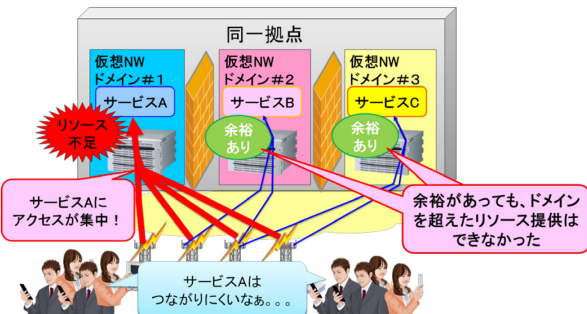 同一拠点
仮想NW
ドメイン＃1
サービスA
仮想NW
ドメイン＃2
サービスB
仮想NW
ドメイン＃3
サービスC
リソース
不足
余裕
あり
余裕
あり
サービスAに
アクセスが集中！
余裕があっても、ドメイン
を超えたリソース提供は
できなかった
サービスAは
つながりにくいなぁ。。。